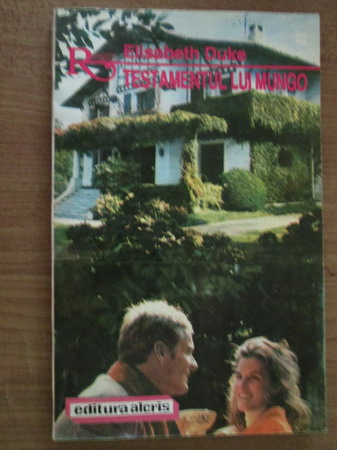 Elisabeth Duke
TESTAMENTUL LUI MUNGO
editura alcris